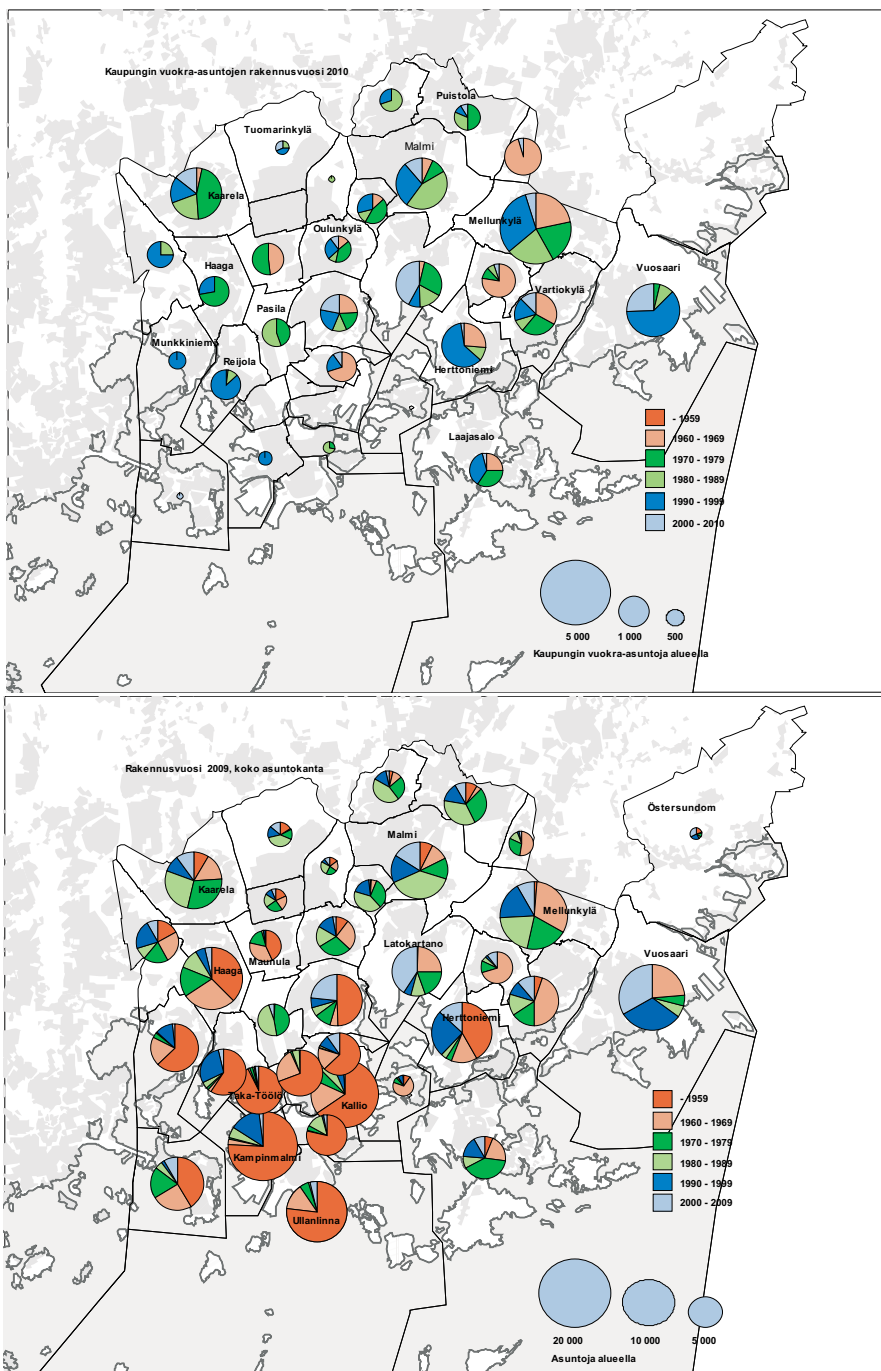 Kaupungin vuokra-asuntojen rakennusvuosi 2010
Puistola
Tuomarinkylä
Malmi
Kaarela
Mellunkylä
Oulunkylä
Haaga
Vuosaari
Vartiokylä
Pasila
Munkkiniemi
Reijola
Herttoniemi
Laajasalo
- 1959
1960 - 1969
1970 - 1979
1980 - 1989
1990 - 1999
2000 - 2010
5 000
1 000
500
Kaupungin vuokra-asuntoja alueella
Rakennusvuosi 2009, koko asuntokanta
Östersundom
Malmi
Kaarela
Mellunkylä
Latokartano
Maunula
Vuosaari
Haaga
Herttoniemi
Taka-Töölö
Kallio
Kampinmalmi
Ullanlinna
- 1959
1960 - 1969
1970 - 1979
1980 - 1989
1990 - 1999
2000 - 2009
20 000
10 000
5 000
Asuntoja alueella